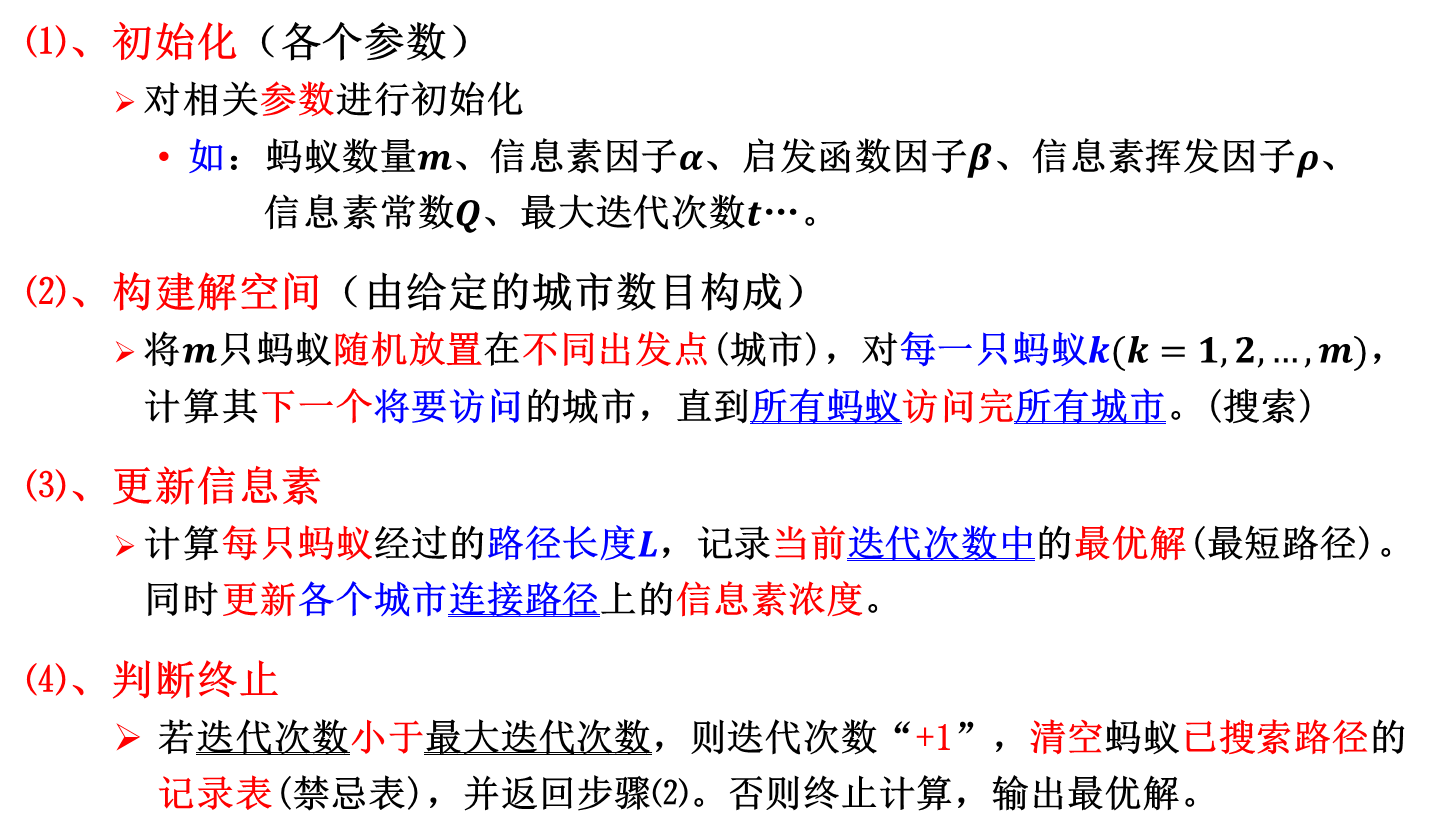 ⑴、初始化（各个参数）
➢ 对相关参数进行初始化
• 如：蚂蚁数量m、信息素因子α、启发函数因子β、信息素挥发因子ρ、
信息素常数Q、最大迭代次数t…。
⑵、构建解空间（由给定的城市数目构成）
➢ 将m只蚂蚁随机放置在不同出发点(城市)，对每一只蚂蚁k(k = 1, 2, … , m)，
计算其下一个将要访问的城市，直到所有蚂蚁访问完所有城市。(搜索)
⑶、更新信息素
➢ 计算每只蚂蚁经过的路径长度L，记录当前迭代次数中的最优解(最短路径)。
同时更新各个城市连接路径上的信息素浓度。
⑷、判断终止
➢ 若迭代次数小于最大迭代次数，则迭代次数“+1”，清空蚂蚁已搜索路径的
记录表(禁忌表)，并返回步骤⑵。否则终止计算，输出最优解。